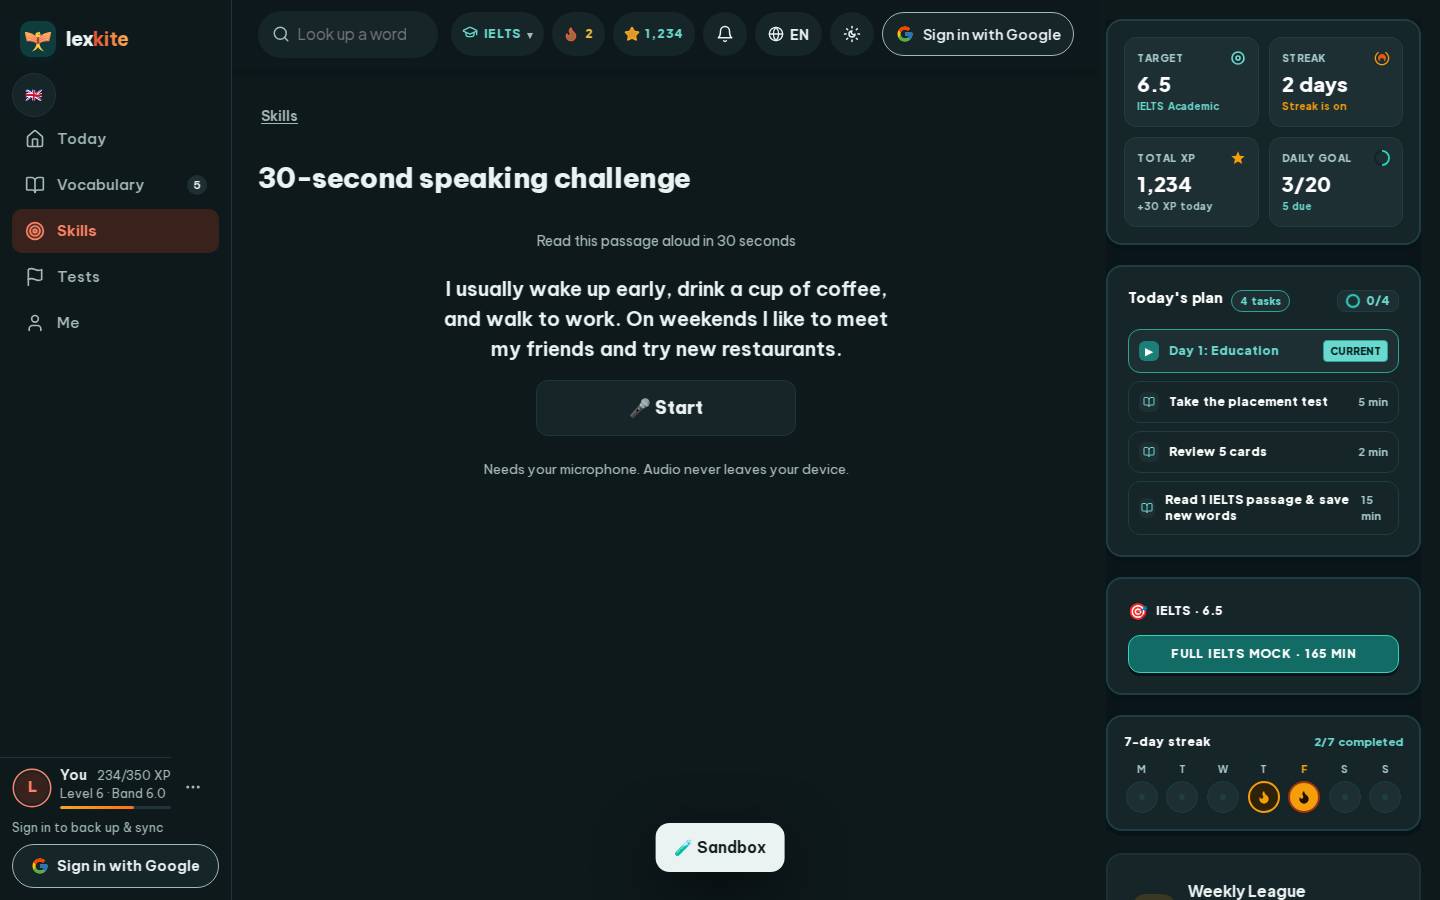 lexkite
Today
Vocabulary 5
Skills
Tests
Me
You 234/350 XP
L
Level 6 · Band 6.0
Sign in to back up & sync
Sign in with Google
Look up a word
IELTS ▾
2
1,234
EN
Sign in with Google
Skills
30-second speaking challenge
Read this passage aloud in 30 seconds
I usually wake up early, drink a cup of coffee,
and walk to work. On weekends I like to meet
my friends and try new restaurants.
🎤 Start
Needs your microphone. Audio never leaves your device.
🧪 Sandbox
TARGET
6.5
IELTS Academic
STREAK
2 days
Streak is on
TOTAL XP
1,234
+30 XP today
DAILY GOAL
3/20
5 due
Today's plan 4 tasks 0/4
Day 1: Education CURRENT
Take the placement test 5 min
Review 5 cards 2 min
Read 1 IELTS passage & save 15
new words min
🎯 IELTS · 6.5
FULL IELTS MOCK · 165 MIN
7-day streak 2/7 completed
M T W T F S S
Weekly League